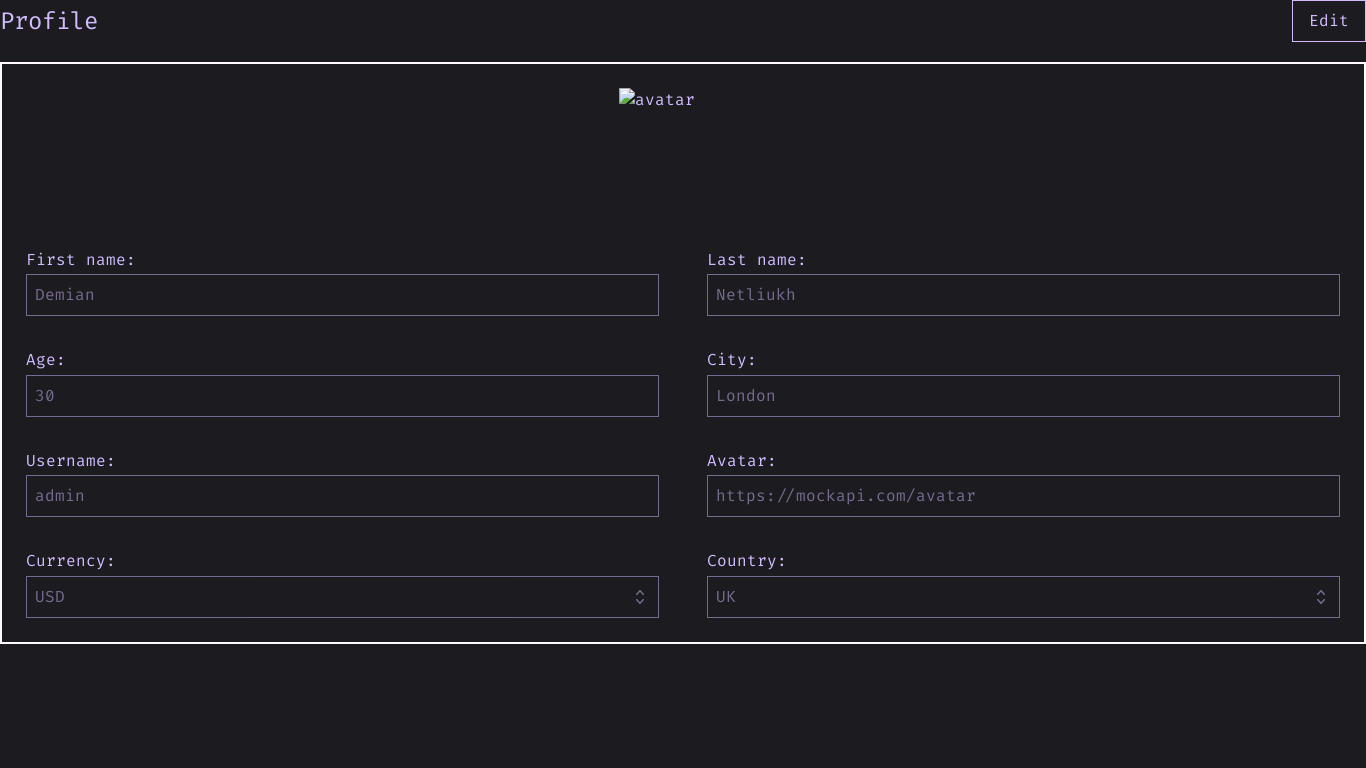 Profile
Edit
avatar
First name:
Last name:
Demian
Netliukh
Age:
City:
30
London
Username:
Avatar:
admin
https://mockapi.com/avatar
Currency:
Country:
USD
UK